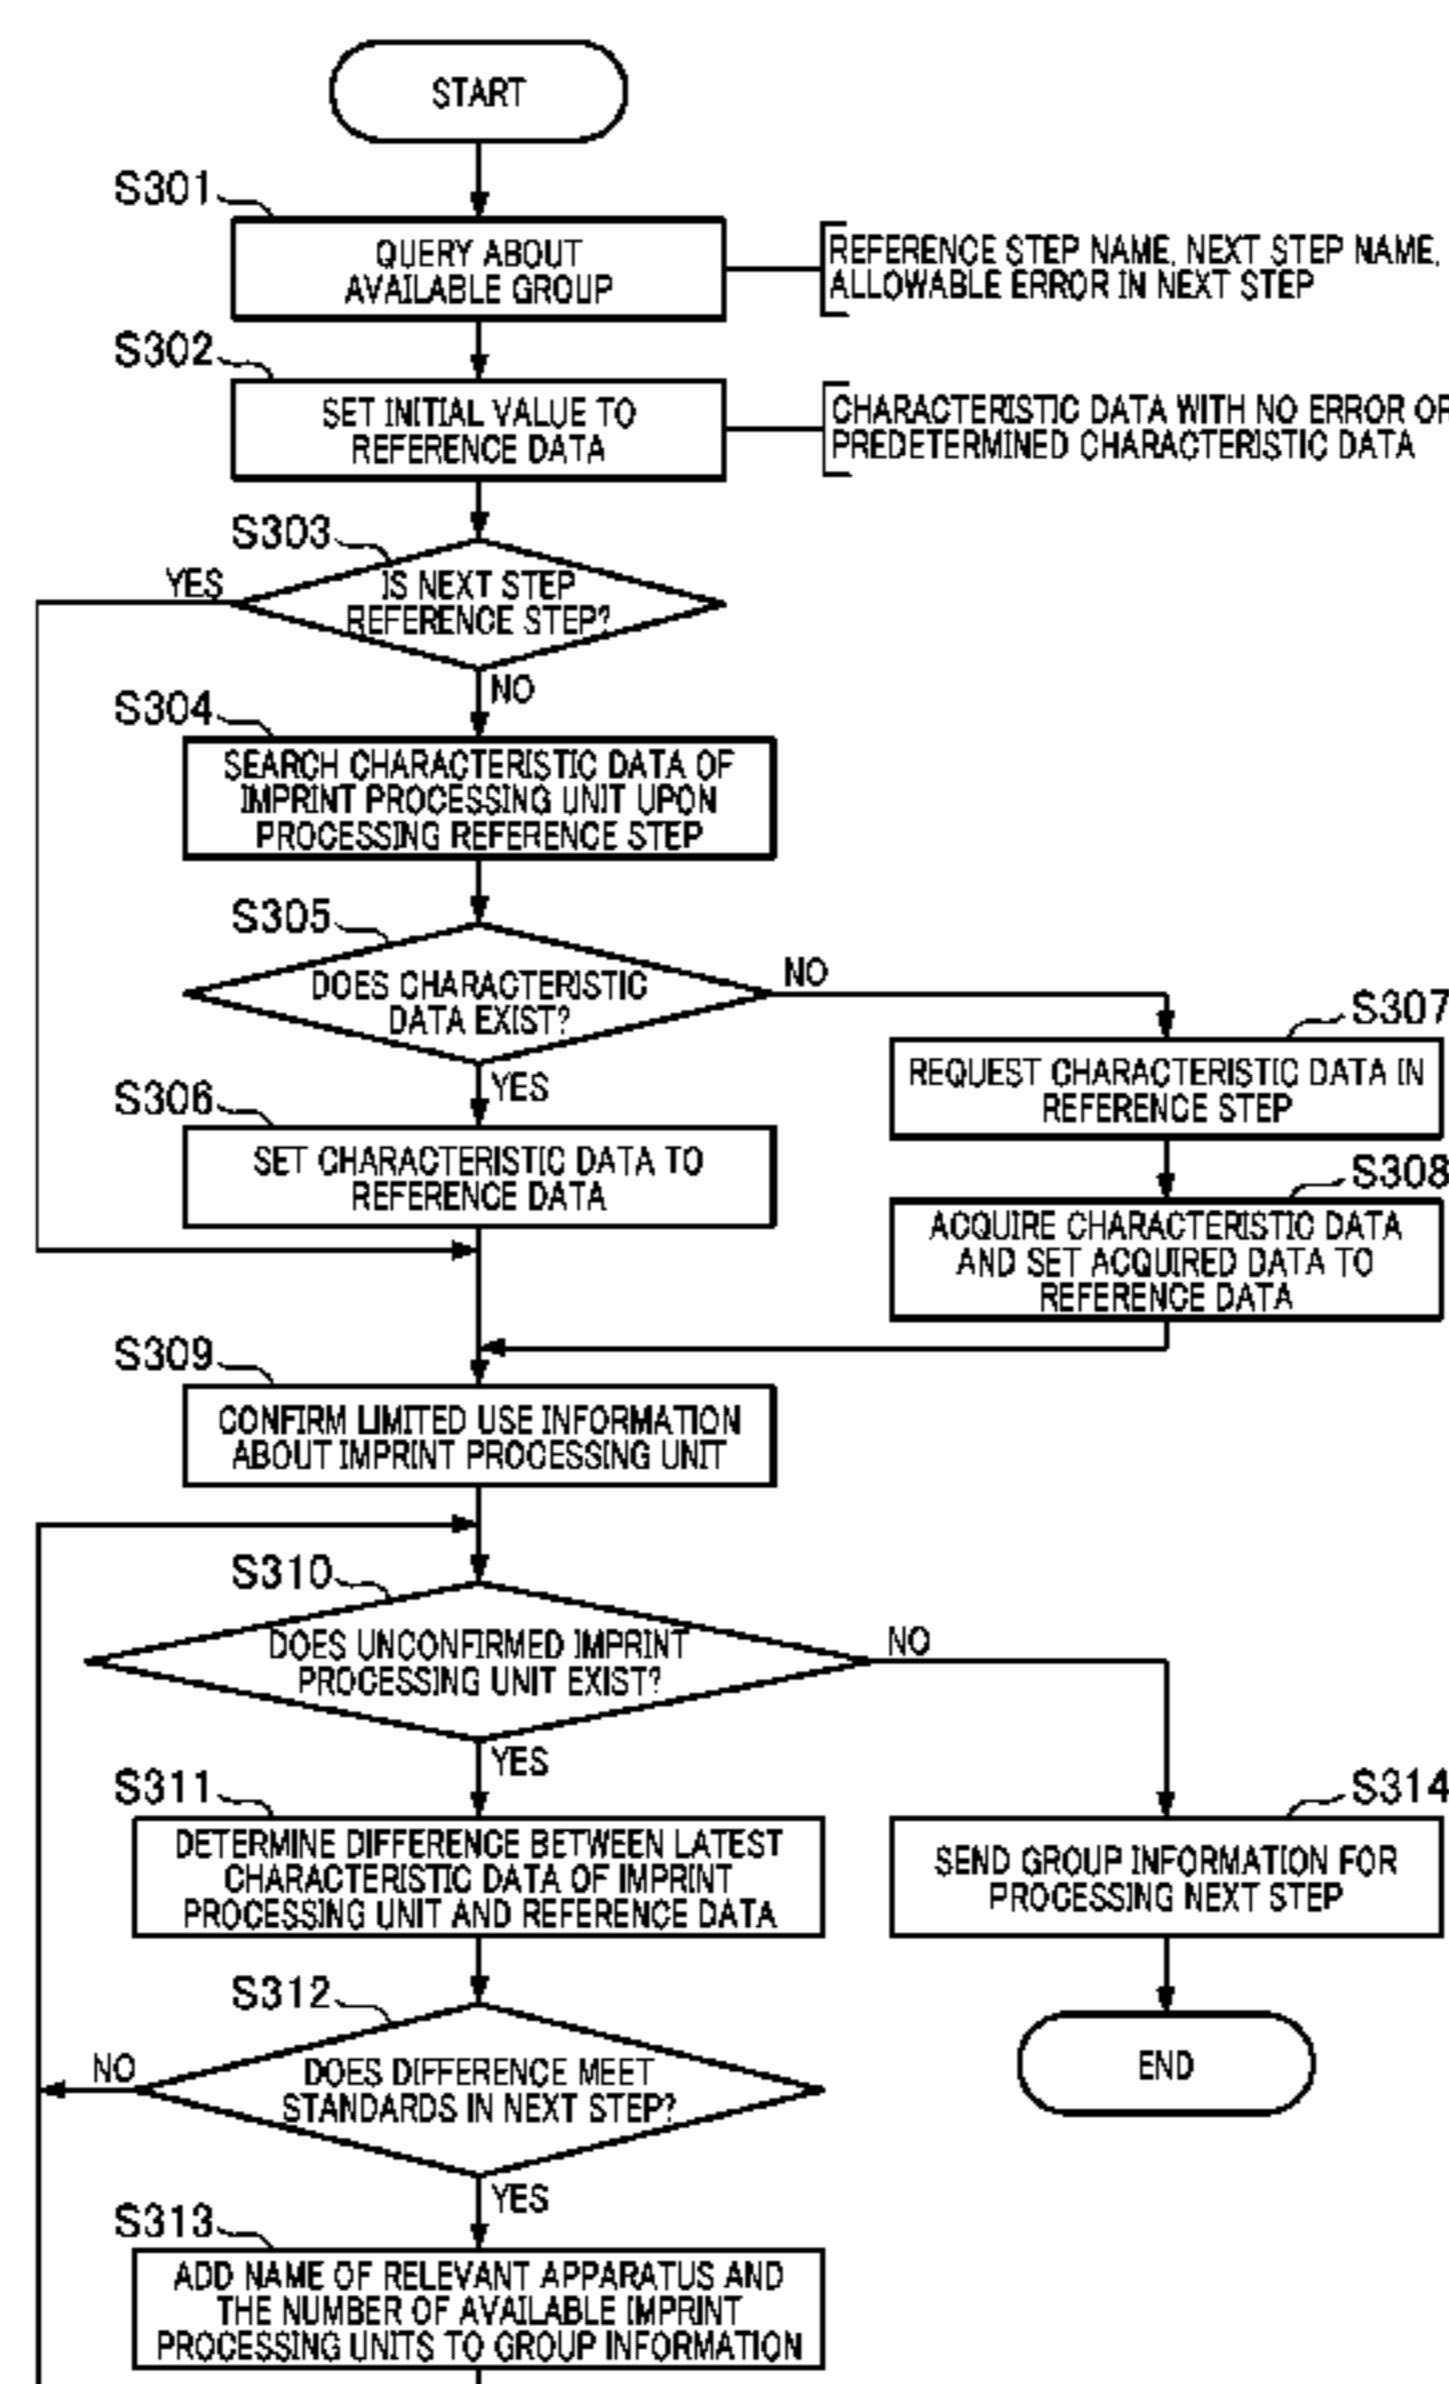 START
S301
QUERY ABOUT
AVAILABLE GROUP
REFERENCE STEP NAME, NEXT STEP NAME,
ALLOWABLE ERROR IN NEXT STEP
S302
SET INITIAL VALUE TO
REFERENCE DATA
CHARACTERISTIC DATA WITH NO ERROR OR
PREDETERMINED CHARACTERISTIC DATA
S303
YES
IS NEXT STEP
REFERENCE STEP?
NO
S304
SEARCH CHARACTERISTIC DATA OF
IMPRINT PROCESSING UNIT UPON
PROCESSING REFERENCE STEP
S305
DOES CHARACTERISTIC
DATA EXIST?
NO
YES
S307
REQUEST CHARACTERISTIC DATA IN
REFERENCE STEP
S306
SET CHARACTERISTIC DATA TO
REFERENCE DATA
S308
ACQUIRE CHARACTERISTIC DATA
AND SET ACQUIRED DATA TO
REFERENCE DATA
S309
CONFIRM LIMITED USE INFORMATION
ABOUT IMPRINT PROCESSING UNIT
S310
DOES UNCONFIRMED IMPRINT
PROCESSING UNIT EXIST?
NO
YES
S311
DETERMINE DIFFERENCE BETWEEN LATEST
CHARACTERISTIC DATA OF IMPRINT
PROCESSING UNIT AND REFERENCE DATA
S314
SEND GROUP INFORMATION FOR
PROCESSING NEXT STEP
S312
NO
DOES DIFFERENCE MEET
STANDARDS IN NEXT STEP?
YES
END
S313
ADD NAME OF RELEVANT APPARATUS AND
THE NUMBER OF AVAILABLE IMPRINT
PROCESSING UNITS TO GROUP INFORMATION